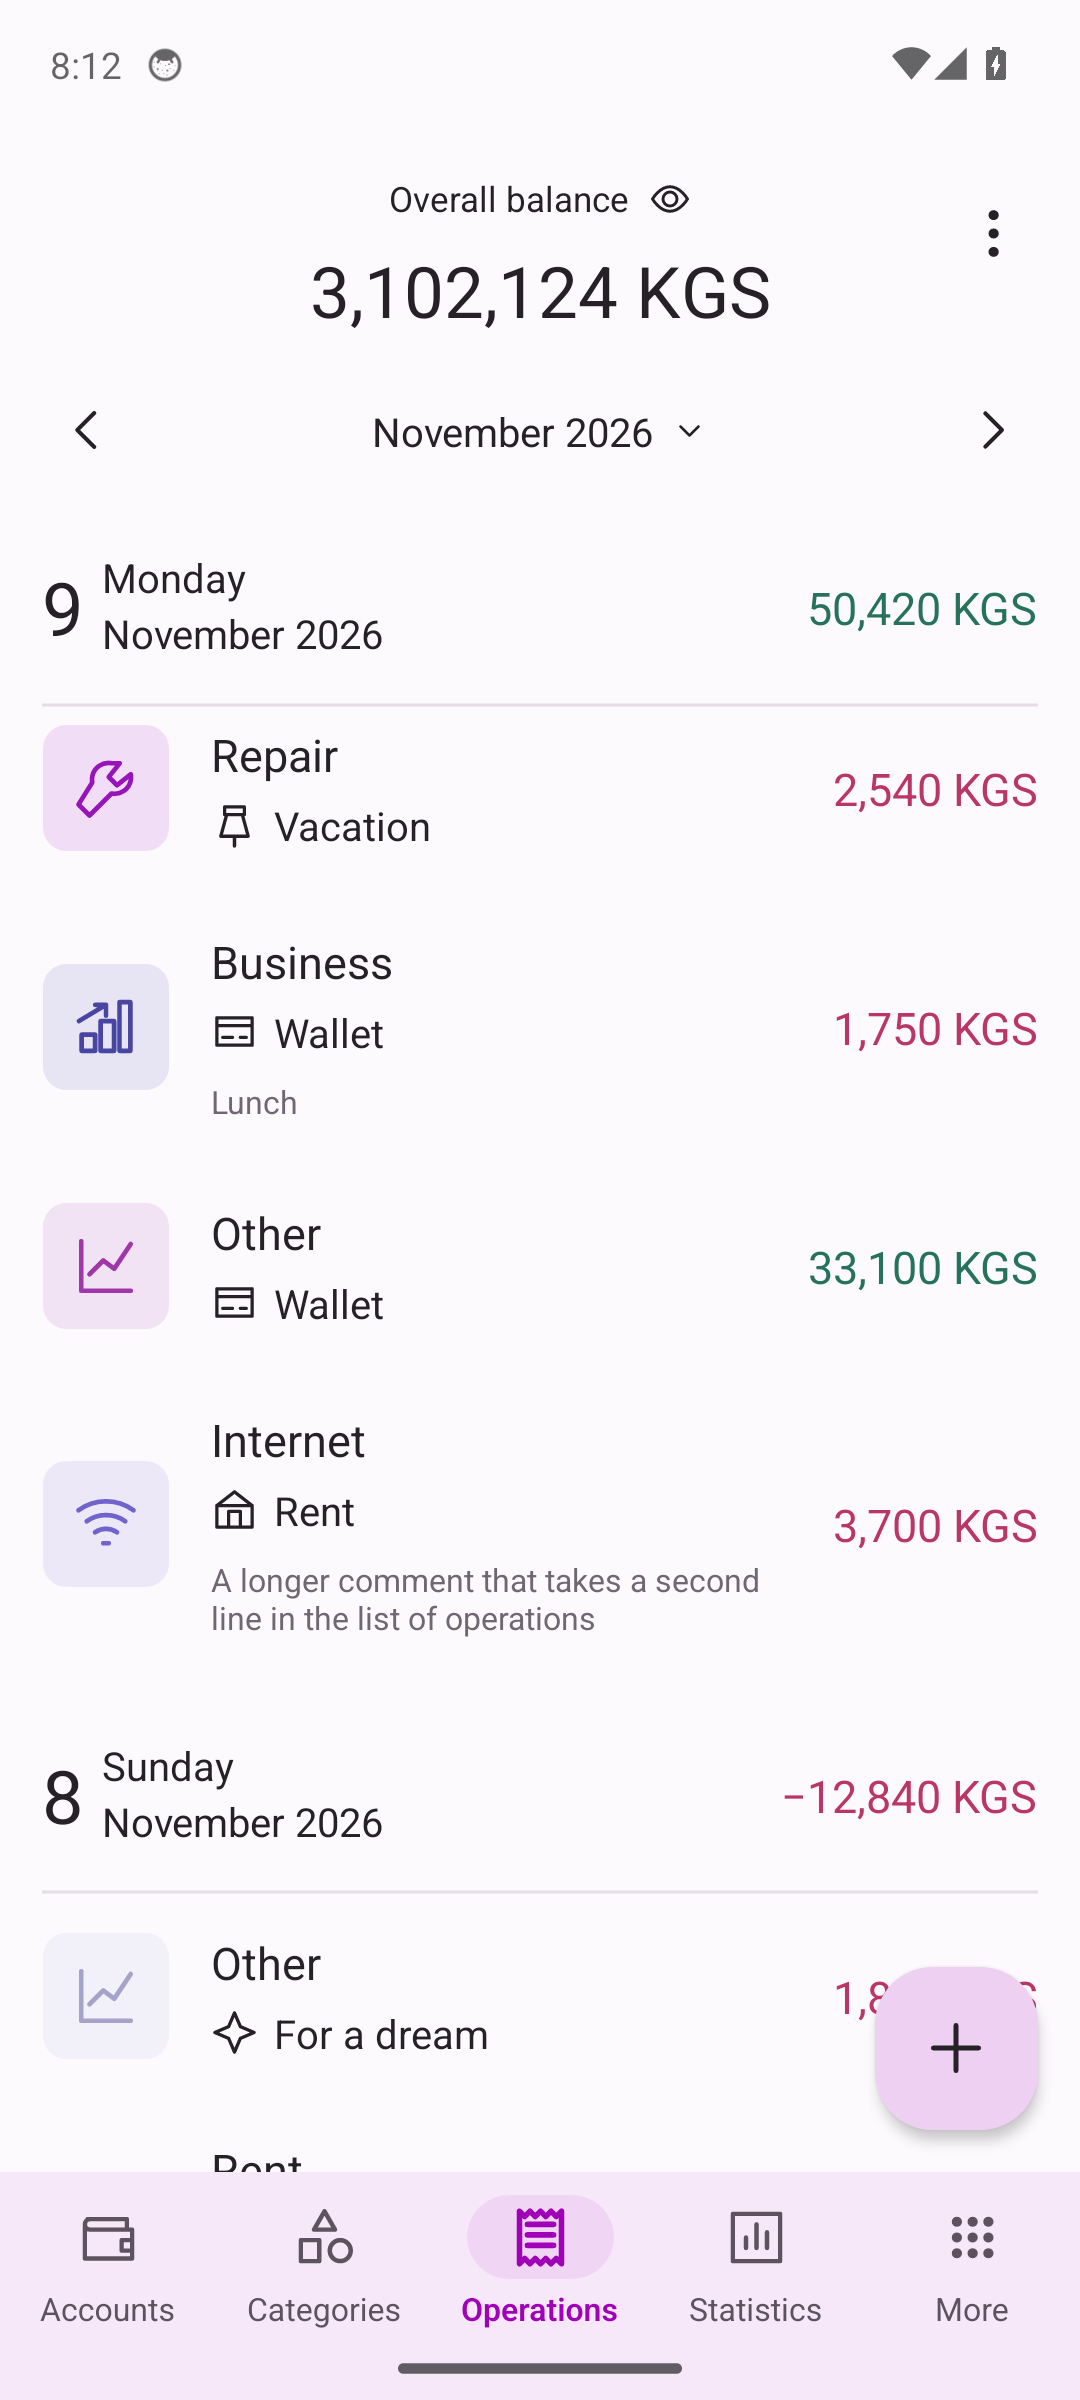 8:12
Overall balance
3,102,124 KGS
November 2026
9
Monday
November 2026
50,420 KGS
Repair
Vacation
2,540 KGS
Business
Wallet
Lunch
1,750 KGS
Other
Wallet
33,100 KGS
Internet
Rent
A longer comment that takes a second
line in the list of operations
3,700 KGS
8
Sunday
November 2026
−12,840 KGS
Other
For a dream
Accounts
Categories
Operations
Statistics
More